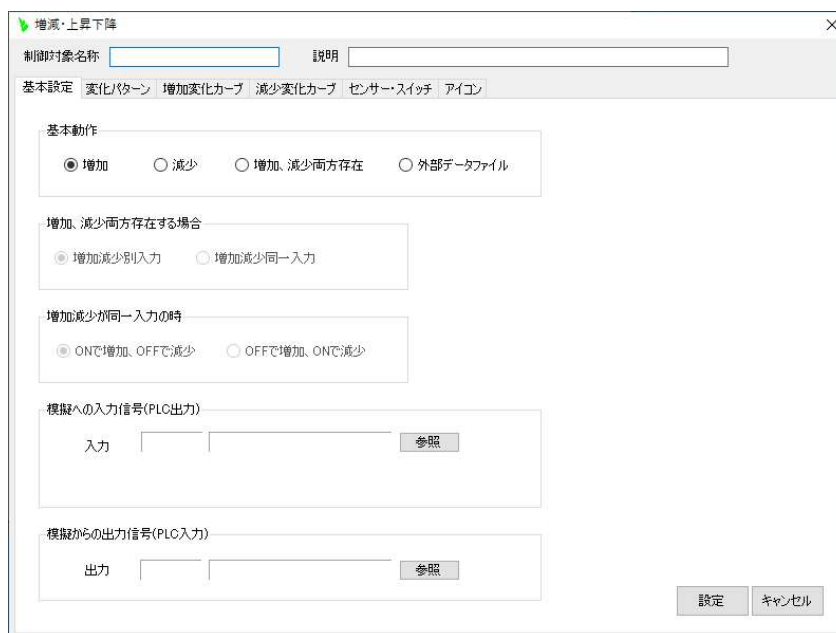 増減・上昇下降
制御対象名称 説明
基本設定 変化パターン 増加変化カーブ 減少変化カーブ センサー・スイッチ アイコン
基本動作
増加 減少 増加、減少両方存在 外部データファイル
増加、減少両方存在する場合
増加減少別入力 増加減少同一入力
増加減少が同一入力の時
ONで増加、OFFで減少 OFFで増加、ONで減少
模擬への入力信号(PLC出力)
入力 参照
模擬からの出力信号(PLC入力)
出力 参照
設定 キャンセル